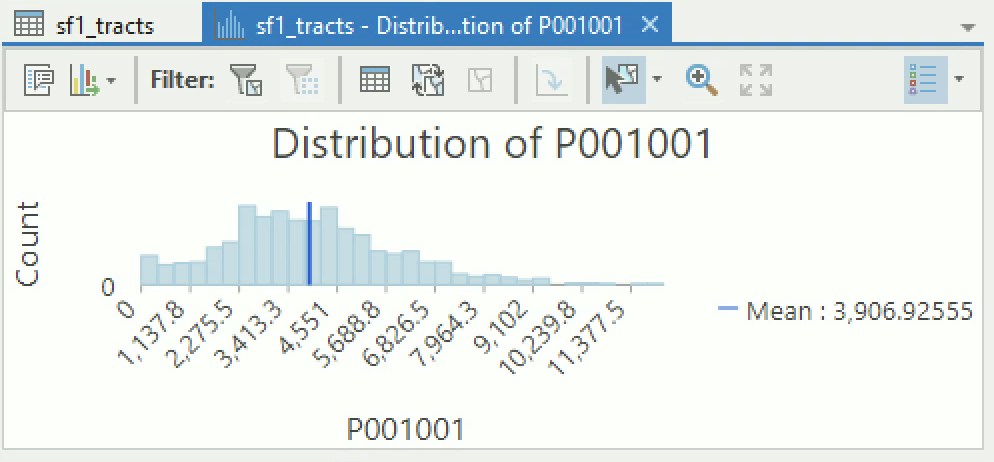 sf1_tracts
sf1_tracts - Distrib...tion of P001001
Filter:
Distribution of P001001
Count
0
0
1,137.8
2,275.5
3,413.3
4,551
5,688.8
6,826.5
7,964.3
9,102
10,239.8
11,377.5
Mean : 3,906.92555
P001001